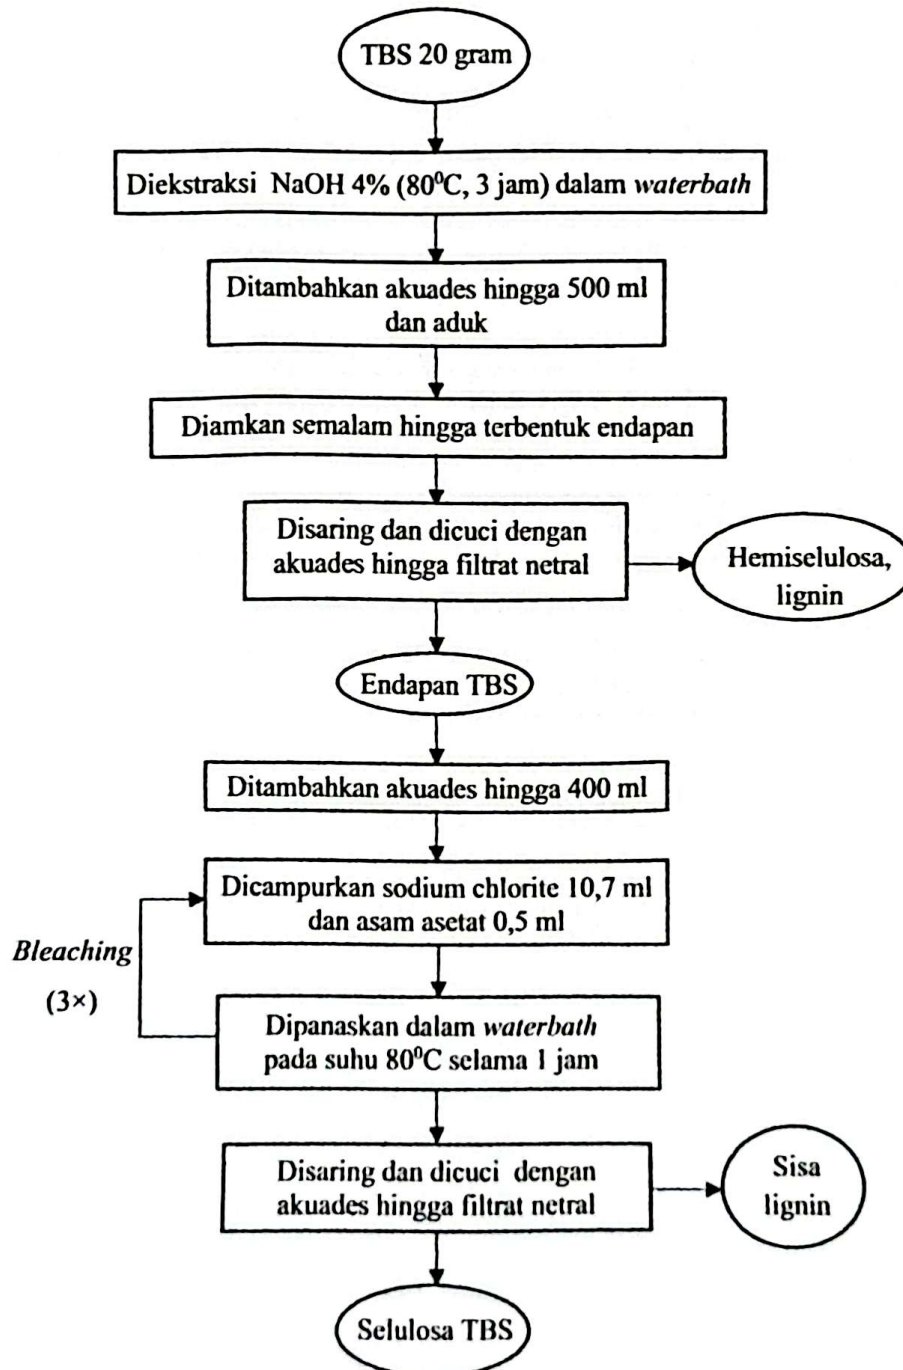 TBS 20 gram
Diekstraksi NaOH 4% (80⁰C, 3 jam) dalam waterbath
Ditambahkan akuades hingga 500 ml
dan aduk
Diamkan semalam hingga terbentuk endapan
Disaring dan dicuci dengan
akuades hingga filtrat netral
Hemiselulosa,
lignin
Endapan TBS
Ditambahkan akuades hingga 400 ml
Dicampurkan sodium chlorite 10,7 ml
dan asam asetat 0,5 ml
Bleaching
(3×)
Dipanaskan dalam waterbath
pada suhu 80⁰C selama 1 jam
Disaring dan dicuci dengan
akuades hingga filtrat netral
Sisa
lignin
Selulosa TBS